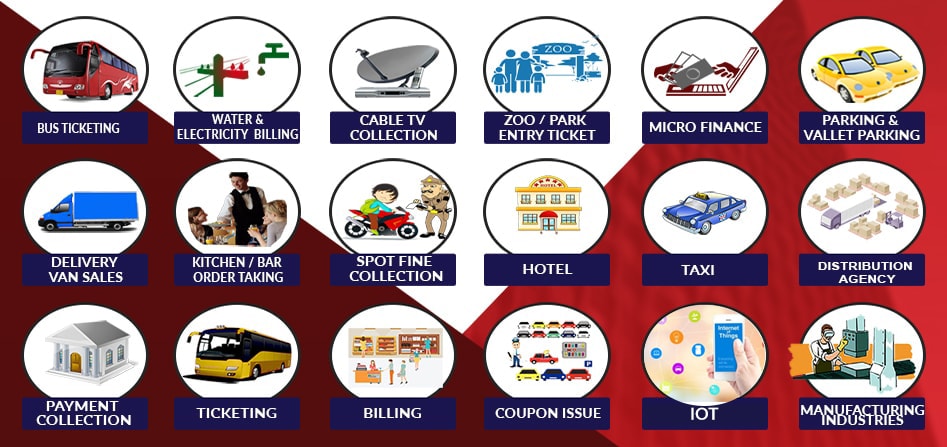 ZOO
BUS TICKETING
WATER &
ELECTRICITY BILLING
CABLE TV
COLLECTION
ZOO / PARK
ENTRY TICKET
MICRO FINANCE
PARKING &
VALLET PARKING
HOTEL
DELIVERY
VAN SALES
KITCHEN / BAR
ORDER TAKING
SPOT FINE
COLLECTION
HOTEL
TAXI
DISTRIBUTION
AGENCY
P
Internet
of
Things
PAYMENT
COLLECTION
TICKETING
BILLING
COUPON ISSUE
IOT
MANUFACTURING
INDUSTRIES